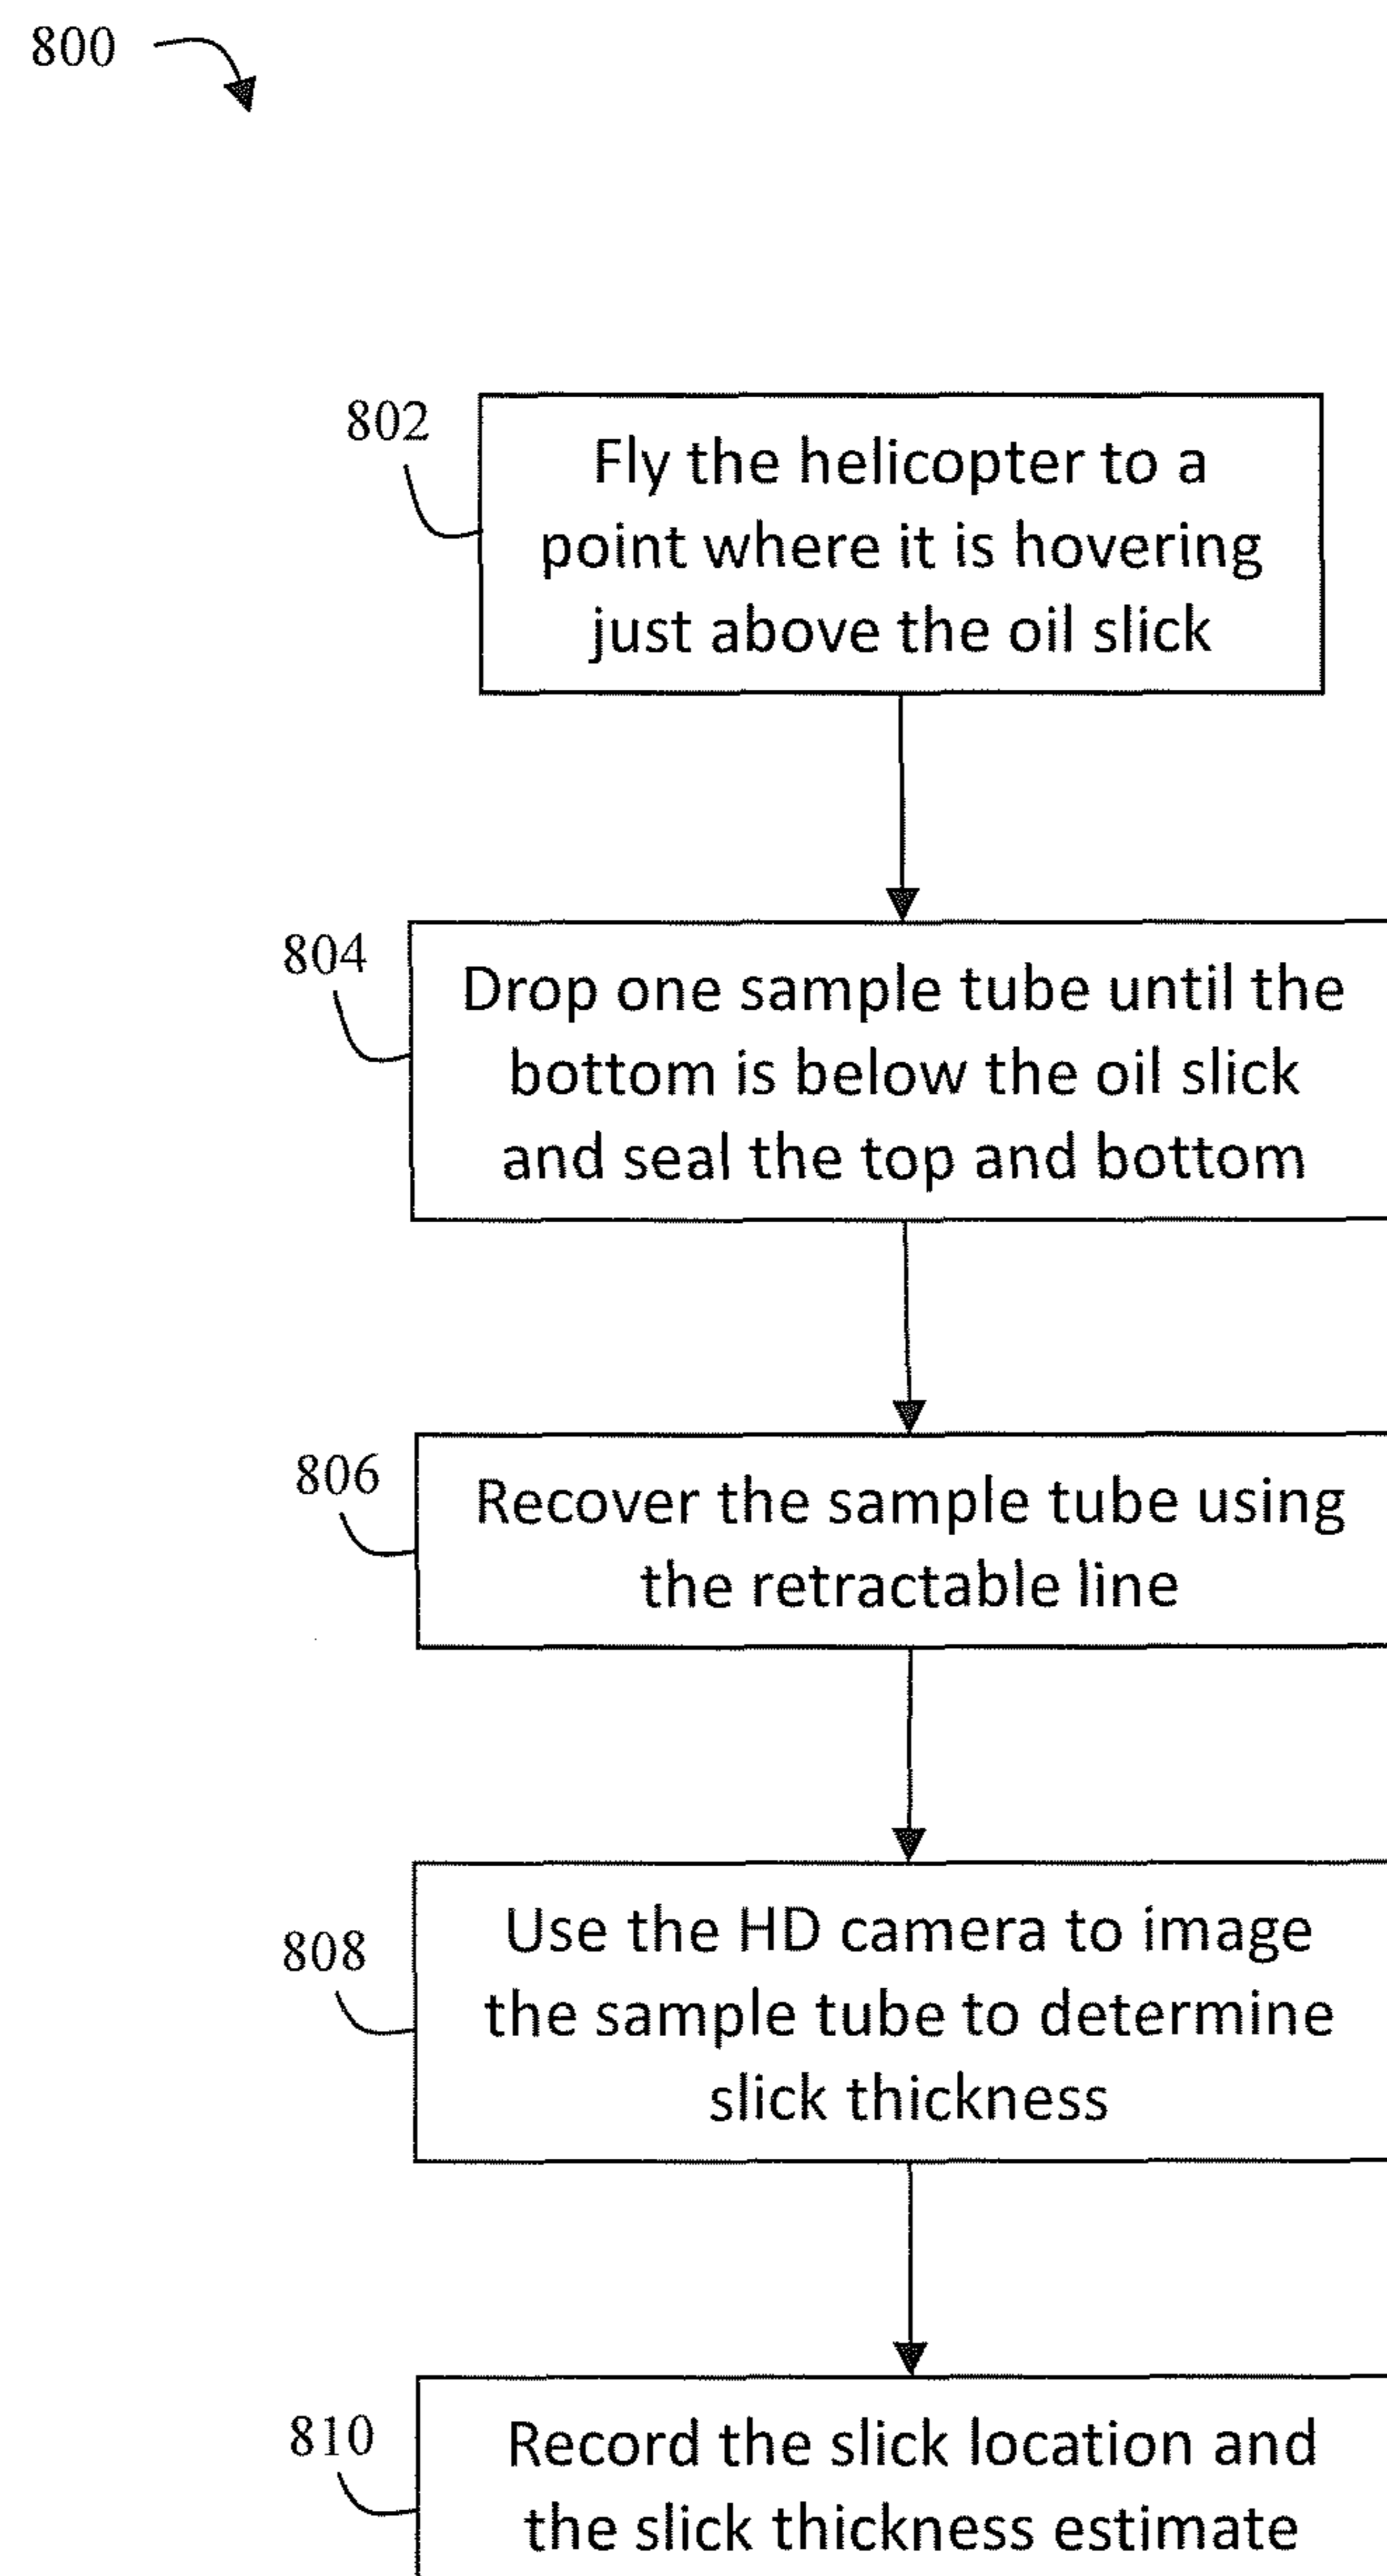 800
802
Fly the helicopter to a
point where it is hovering
just above the oil slick
804
Drop one sample tube until the
bottom is below the oil slick
and seal the top and bottom
806
Recover the sample tube using
the retractable line
808
Use the HD camera to image
the sample tube to determine
slick thickness
810
Record the slick location and
the slick thickness estimate